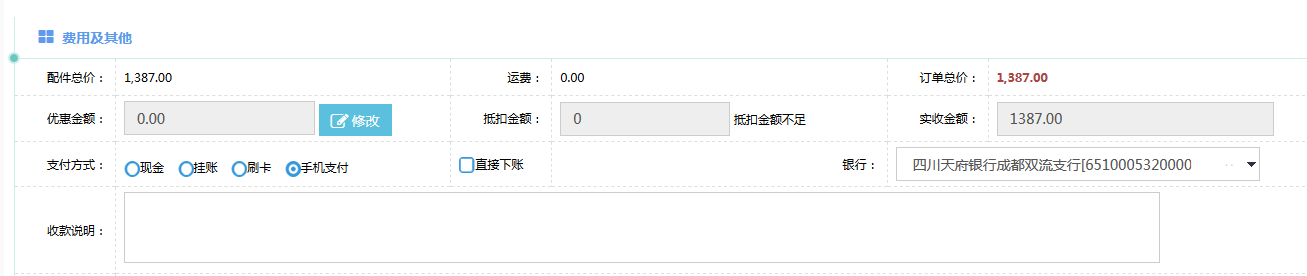 费用及其他
配件总价： 1,387.00 运费： 0.00 订单总价： 1,387.00
优惠金额： 0.00 修改 抵扣金额： 0 抵扣金额不足 实收金额： 1387.00
支付方式： 现金 挂账 刷卡 手机支付 直接下账 银行： 四川天府银行成都双流支行[6510005320000
收款说明：